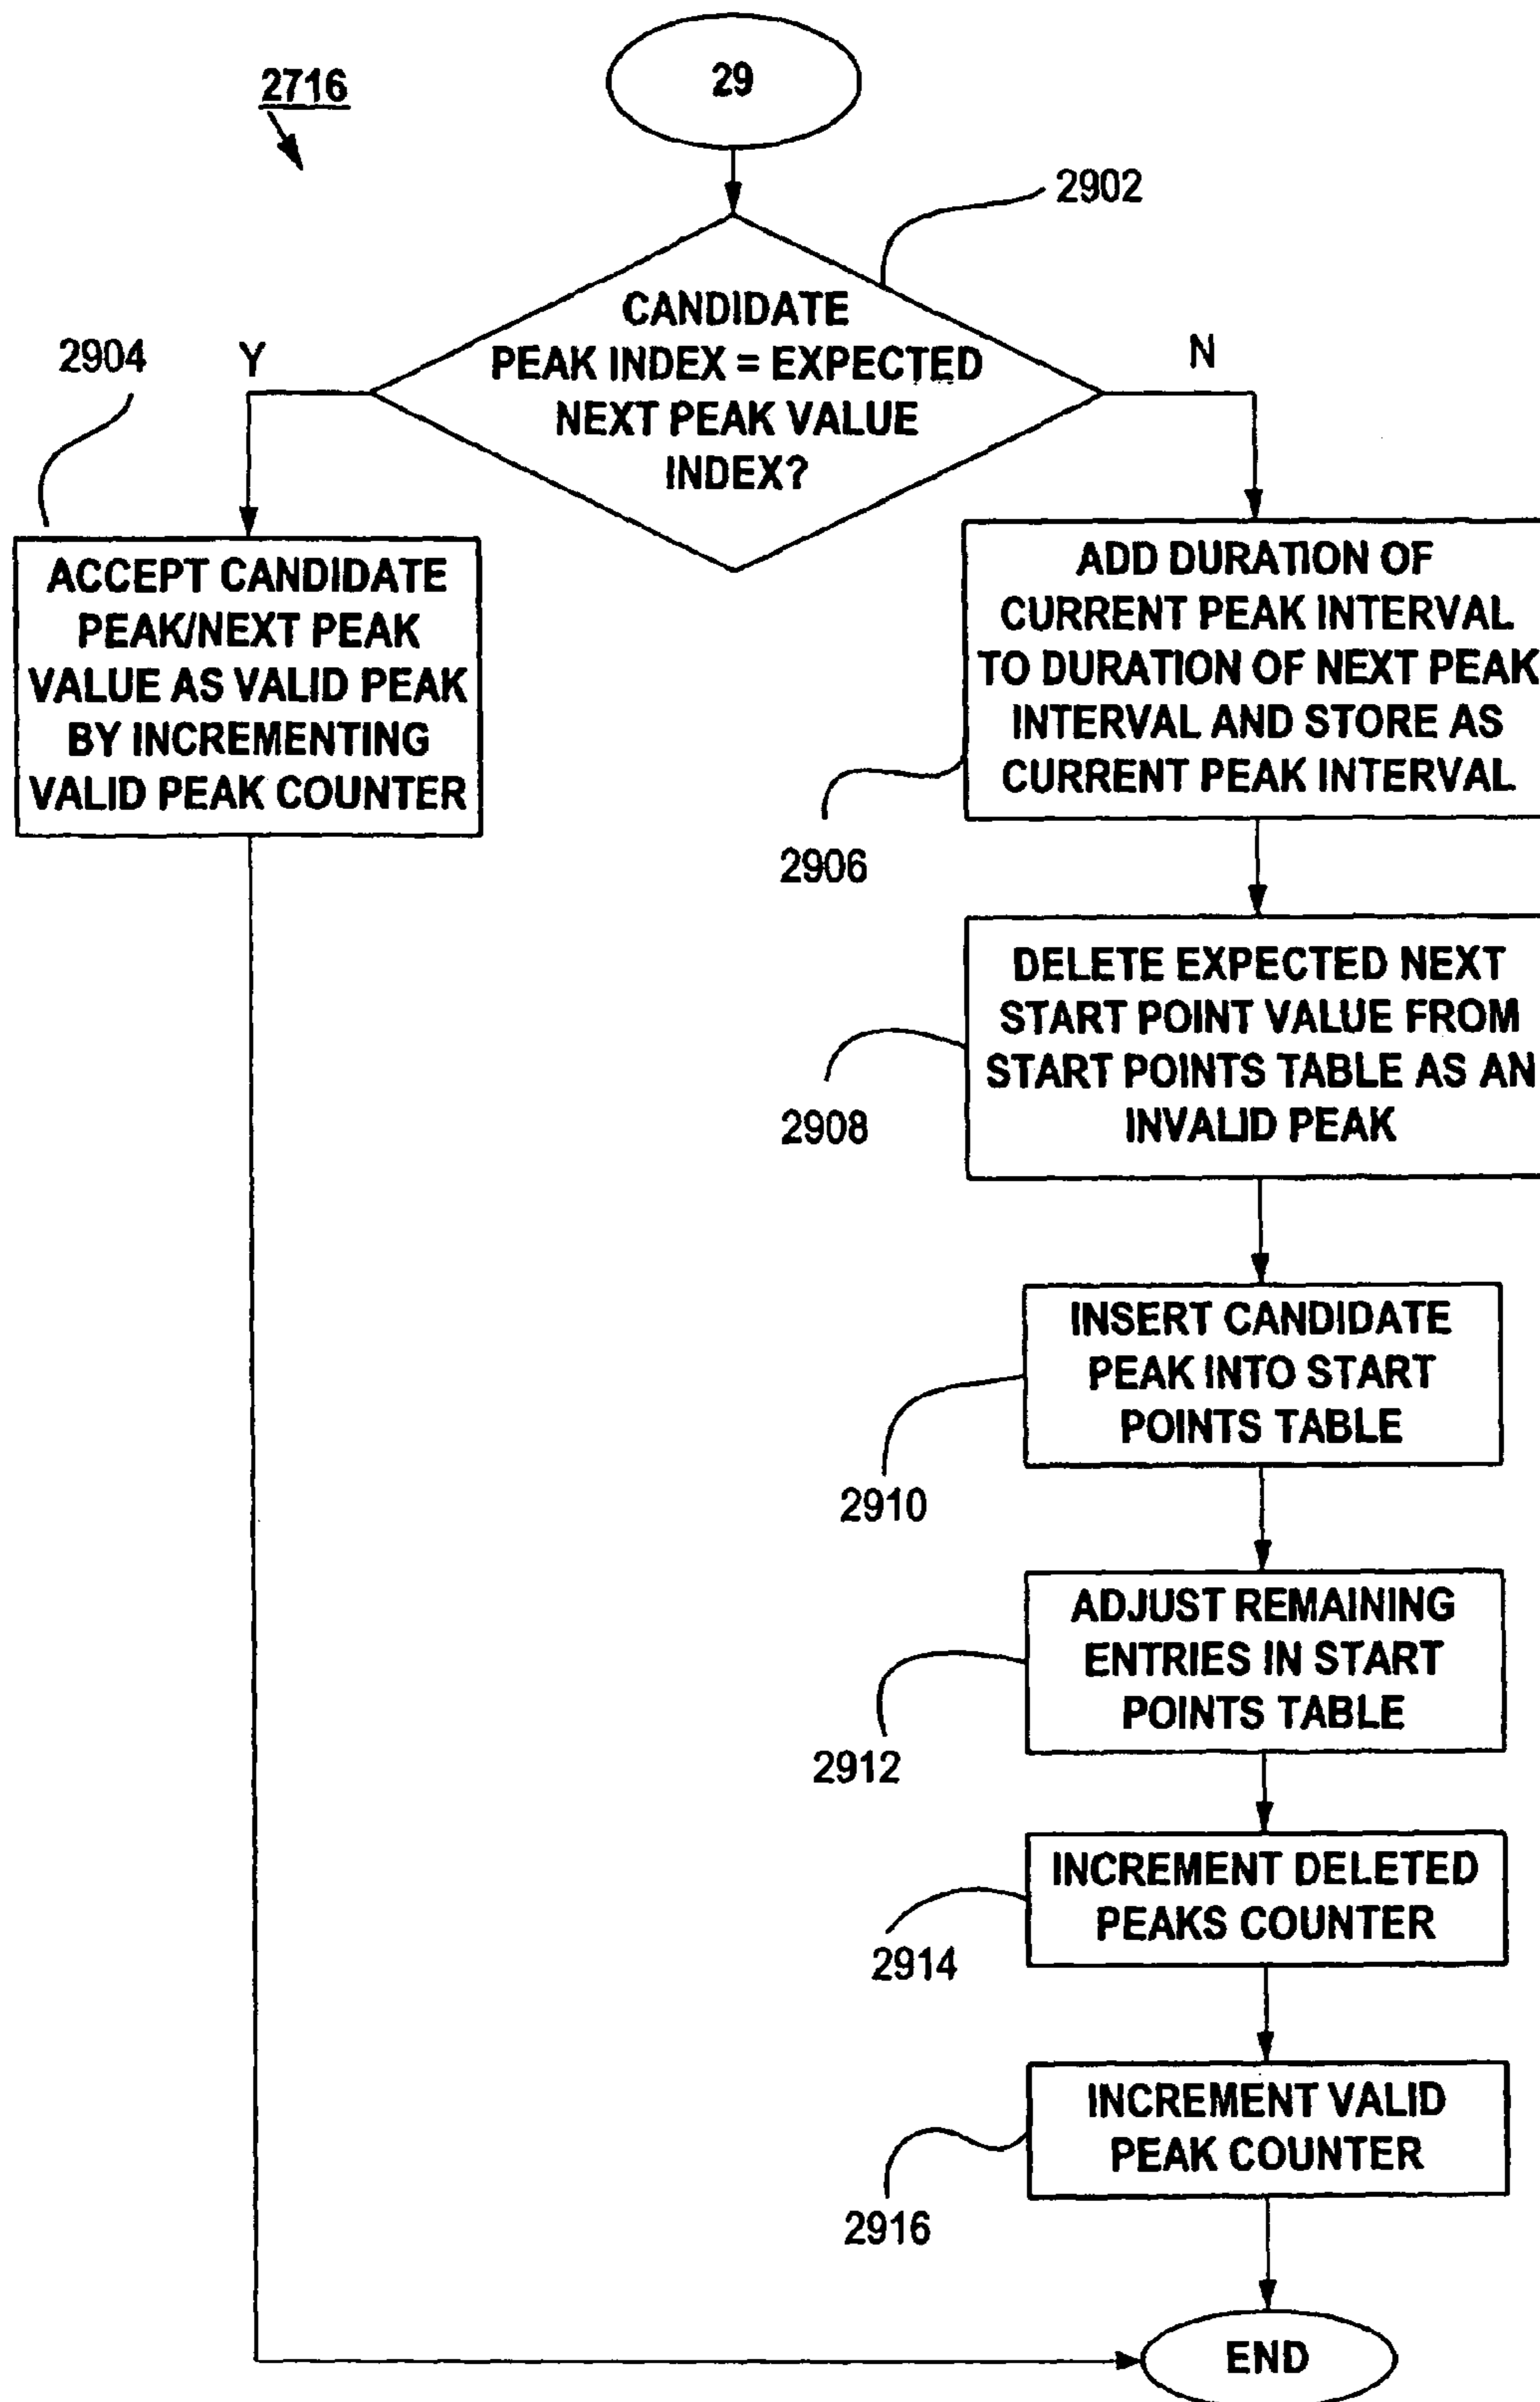 2716
29
2902
CANDIDATE
PEAK INDEX = EXPECTED
NEXT PEAK VALUE
INDEX?
Y
N
2904
ACCEPT CANDIDATE
PEAK/NEXT PEAK
VALUE AS VALID PEAK
BY INCREMENTING
VALID PEAK COUNTER
ADD DURATION OF
CURRENT PEAK INTERVAL
TO DURATION OF NEXT PEAK
INTERVAL AND STORE AS
CURRENT PEAK INTERVAL
2906
DELETE EXPECTED NEXT
START POINT VALUE FROM
START POINTS TABLE AS AN
INVALID PEAK
2908
INSERT CANDIDATE
PEAK INTO START
POINTS TABLE
2910
ADJUST REMAINING
ENTRIES IN START
POINTS TABLE
2912
INCREMENT DELETED
PEAKS COUNTER
2914
INCREMENT VALID
PEAK COUNTER
2916
END